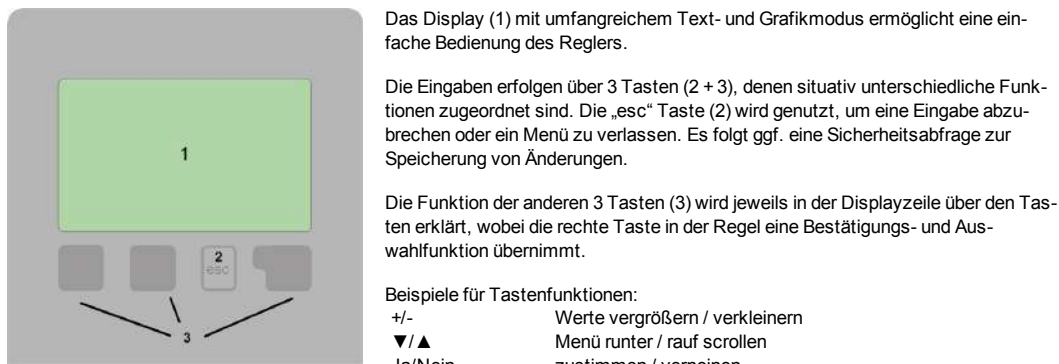 Das Display (1) mit umfangreichem Text- und Grafikmodus ermöglicht eine ein-
fache Bedienung des Reglers.
Die Eingaben erfolgen über 3 Tasten (2 + 3), denen situativ unterschiedliche Funk-
tionen zugeordnet sind. Die „esc“ Taste (2) wird genutzt, um eine Eingabe abzu-
brechen oder ein Menü zu verlassen. Es folgt ggf. eine Sicherheitsabfrage zur
Speicherung von Änderungen.
Die Funktion der anderen 3 Tasten (3) wird jeweils in der Displayzeile über den Tas-
ten erklärt, wobei die rechte Taste in der Regel eine Bestätigungs- und Aus-
wahlfunktion übernimmt.
Beispiele für Tastenfunktionen:
+/- Werte vergrößern / verkleinern
▼/▲ Menü runter / rauf scrollen
Ja/Nein zustimmen / verneinen
1
2
esc
3